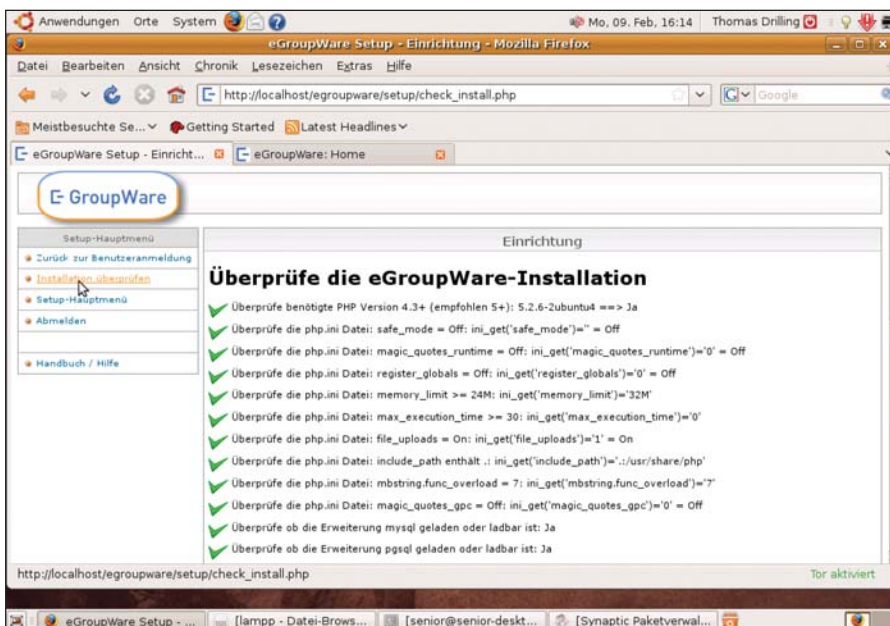 Anwendungen Orte System Mo, 09. Feb, 16:14 Thomas Drilling
eGroupWare Setup - Einrichtung - Mozilla Firefox
Datei Bearbeiten Ansicht Chronik Lesezeichen Extras Hilfe
http://localhost/egroupware/setup/check_install.php Google
Meistbesuchte Se... Getting Started Latest Headlines
eGroupWare Setup - Einricht... eGroupWare: Home
E- GroupWare
Setup-Hauptmenü
Zurück zur Benutzeranmeldung
Installation überprüfen
Setup-Hauptmenü
Abmelden
Handbuch / Hilfe
Einrichtung
Überprüfe die eGroupWare-Installation
Überprüfe benötigte PHP Version 4.3+ (empfohlen 5+): 5.2.6-2ubuntu4 ==> Ja
Überprüfe die php.ini Datei: safe_mode = Off: ini_get('safe_mode')='' = Off
Überprüfe die php.ini Datei: magic_quotes_runtime = Off: ini_get('magic_quotes_runtime')='0' = Off
Überprüfe die php.ini Datei: register_globals = Off: ini_get('register_globals')='0' = Off
Überprüfe die php.ini Datei: memory_limit >= 24M: ini_get('memory_limit')='32M'
Überprüfe die php.ini Datei: max_execution_time >= 30: ini_get('max_execution_time')='0'
Überprüfe die php.ini Datei: file_uploads = On: ini_get('file_uploads')='1' = On
Überprüfe die php.ini Datei: include_path enthält .: ini_get('include_path')='.:/usr/share/php'
Überprüfe die php.ini Datei: mbstring.func_overload = 7: ini_get('mbstring.func_overload')='7'
Überprüfe die php.ini Datei: magic_quotes_gpc = Off: ini_get('magic_quotes_gpc')='0' = Off
Überprüfe ob die Erweiterung mysql geladen oder ladbar ist: Ja
Überprüfe ob die Erweiterung pgsql geladen oder ladbar ist: Ja
http://localhost/egroupware/setup/check_install.php Tor aktiviert
eGroupWare Setup - ... [lampp - Datei-Brows... [senior@senior-deskt... [Synaptic Paketverwal...